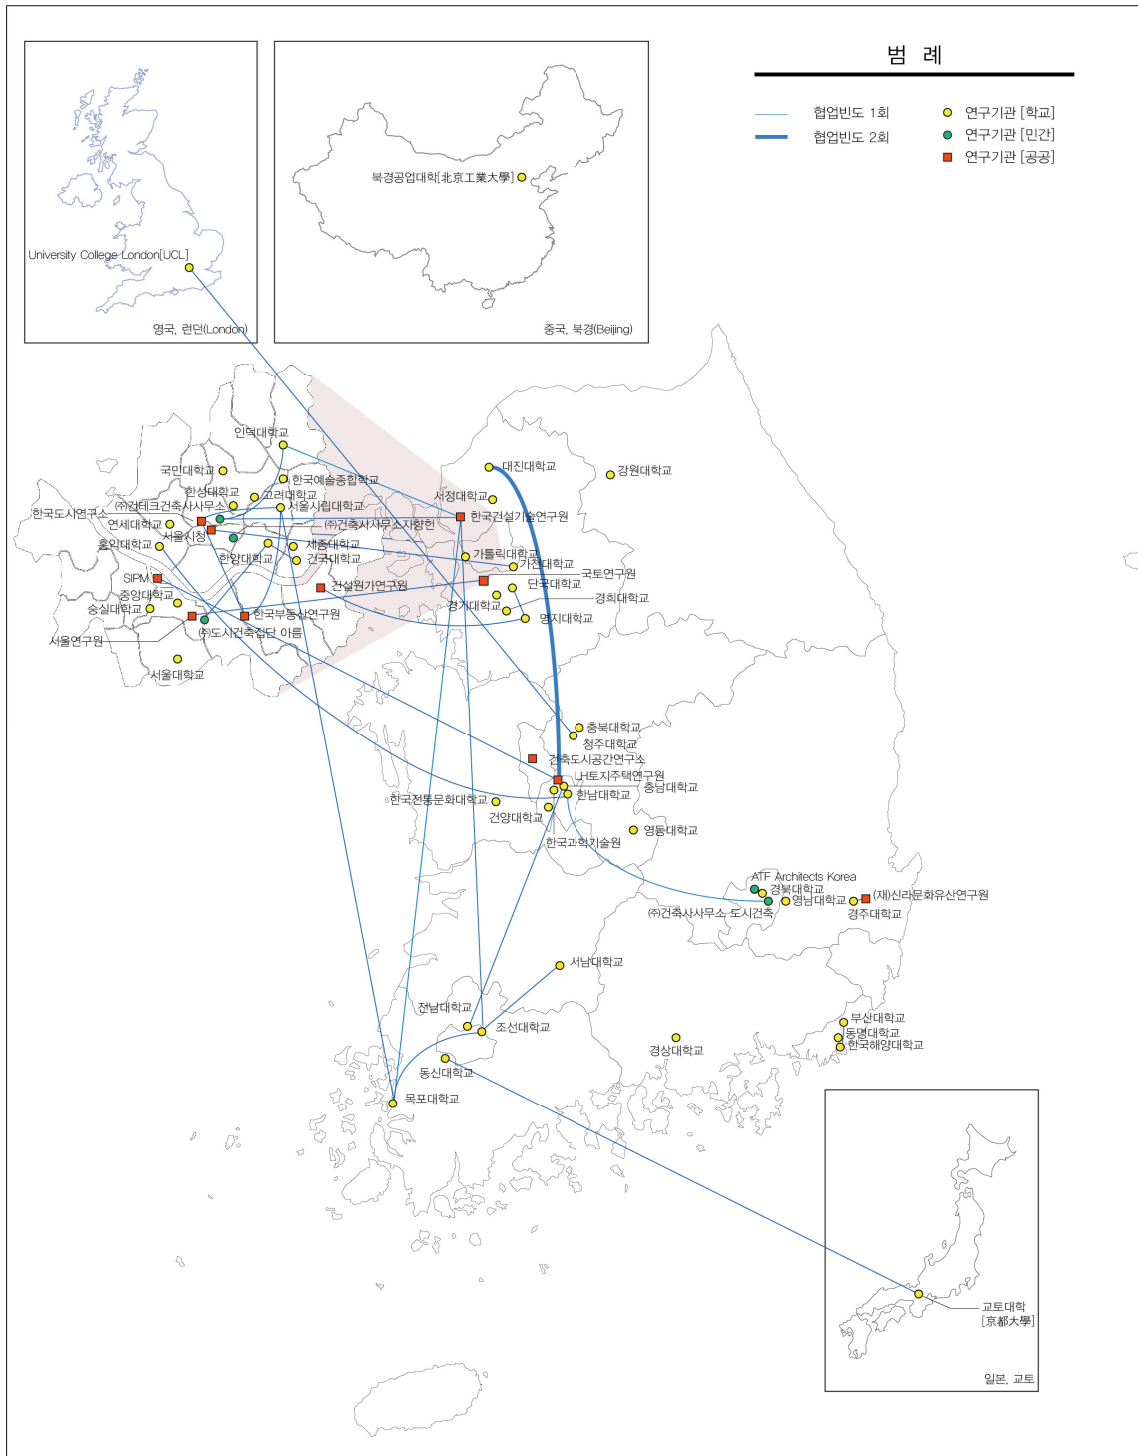 범 례
협업빈도 1회
협업빈도 2회
연구기관 [학교]
연구기관 [민간]
연구기관 [공공]
University College London[UCL]
영국, 런던(London)
북경공업대학[北京工業大學]
중국, 북경(Beijing)
인덕대학교
국민대학교
한국예술종합학교
한성대학교
고려대학교
㈜건테크건축사사무소
서울시립대학교
한국도시연구소
연세대학교
㈜건축사사무소자향헌
서울시청
홍익대학교
세종대학교
한양대학교
건국대학교
SIPM
건설원가연구원
중앙대학교
숭실대학교
한국부동산연구원
㈜도시건축집단 아름
서울연구원
서울대학교
대진대학교
강원대학교
서정대학교
한국건설기술연구원
가톨릭대학교
가천대학교
국토연구원
단국대학교
경기대학교
경희대학교
명지대학교
충북대학교
청주대학교
건축도시공간연구소
LH토지주택연구원
충남대학교
한남대학교
한국전통문화대학교
건양대학교
한국과학기술원
영동대학교
ATF Architects Korea
경북대학교
영남대학교
(재)신라문화유산연구원
㈜건축사사무소 도시건축
경주대학교
서남대학교
전남대학교
조선대학교
부산대학교
동명대학교
한국해양대학교
경상대학교
동신대학교
목포대학교
교토대학
[京都大學]
일본, 교토